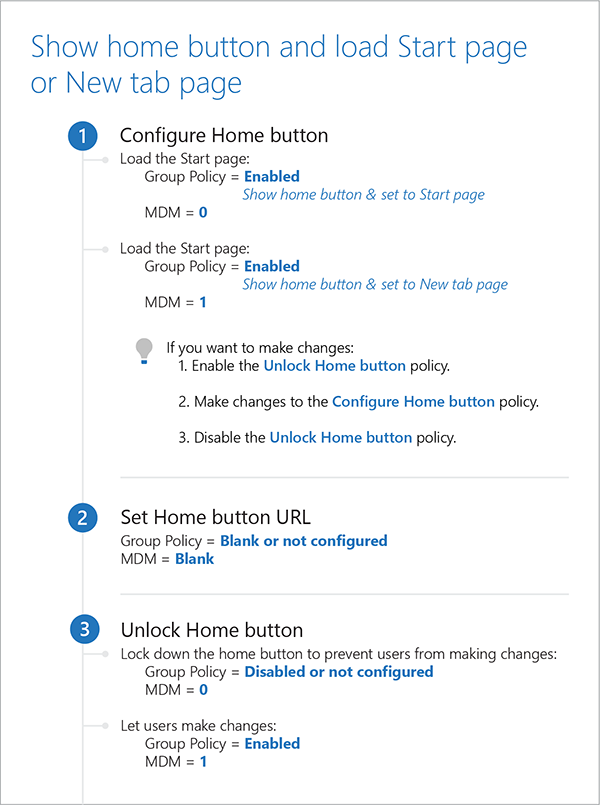 Show home button and load Start page
or New tab page
1
Configure Home button
Load the Start page:
Group Policy = Enabled
Show home button & set to Start page
MDM = 0
Load the Start page:
Group Policy = Enabled
Show home button & set to New tab page
MDM = 1
If you want to make changes:
1. Enable the Unlock Home button policy.
2. Make changes to the Configure Home button policy.
3. Disable the Unlock Home button policy.
2
Set Home button URL
Group Policy = Blank or not configured
MDM = Blank
3
Unlock Home button
Lock down the home button to prevent users from making changes:
Group Policy = Disabled or not configured
MDM = 0
Let users make changes:
Group Policy = Enabled
MDM = 1